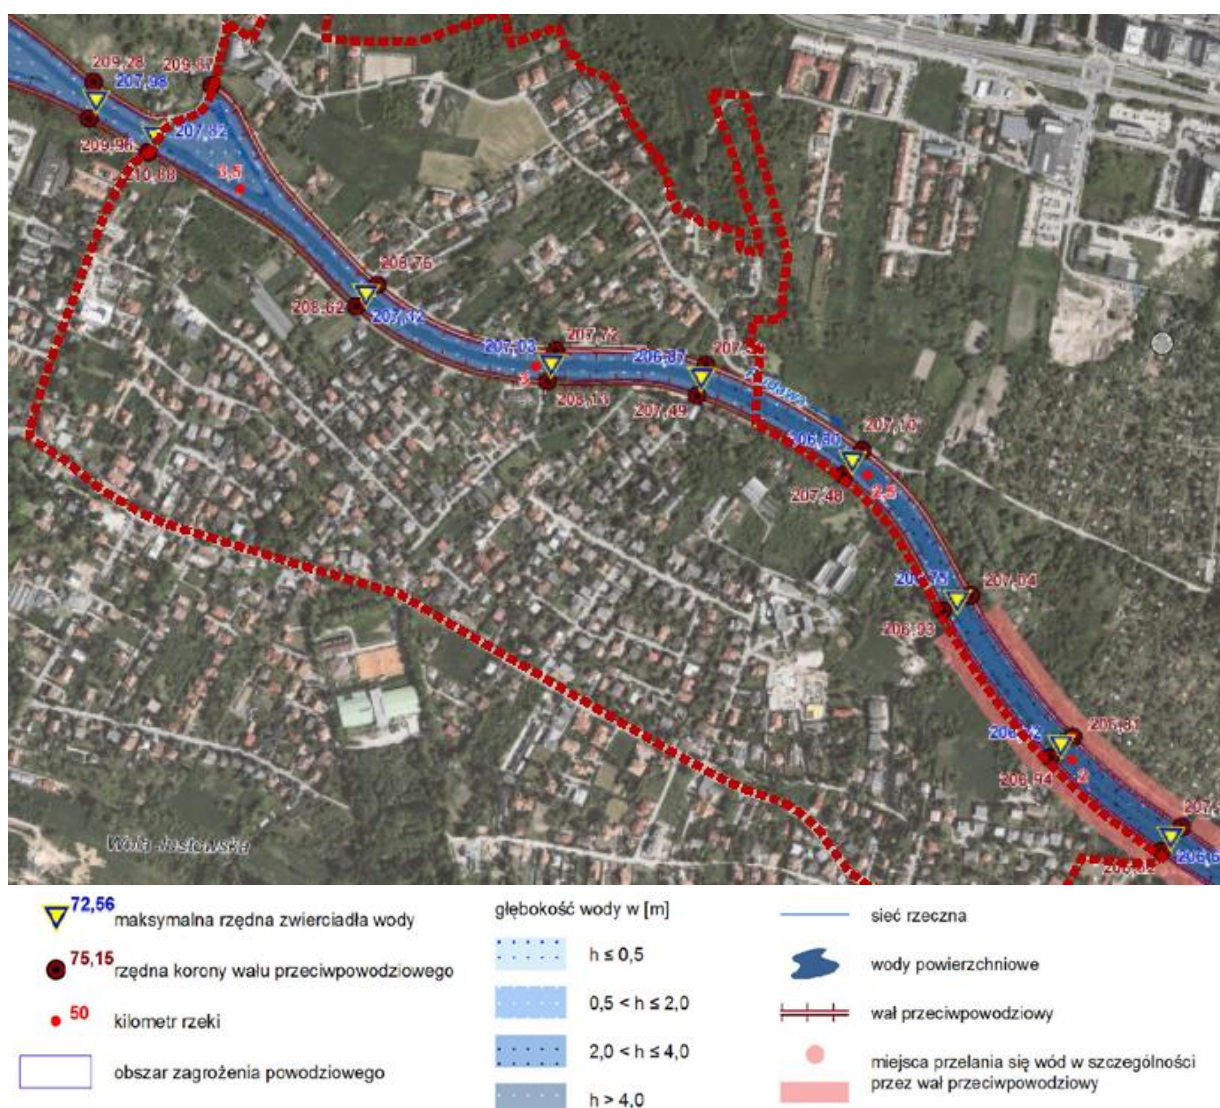 209,28
209,87
207,98
207,82
209,96
3,5
208,76
208,62
207,32
207,72
207,03
3
208,13
206,87
207,49
207,10
206,80
2,5
207,48
207,04
206,93
206,81
206,94
2
Wola Justowska
72,56
maksymalna rzędna zwierciadła wody
75,15
rzędna korony wału przeciwpowodziowego
50
kilometr rzeki
obszar zagrożenia powodziowego
głębokość wody w [m]
h ≤ 0,5
0,5 < h ≤ 2,0
2,0 < h ≤ 4,0
h > 4,0
sieć rzeczna
wody powierzchniowe
wał przeciwpowodziowy
miejsca przelania się wód w szczególności
przez wał przeciwpowodziowy